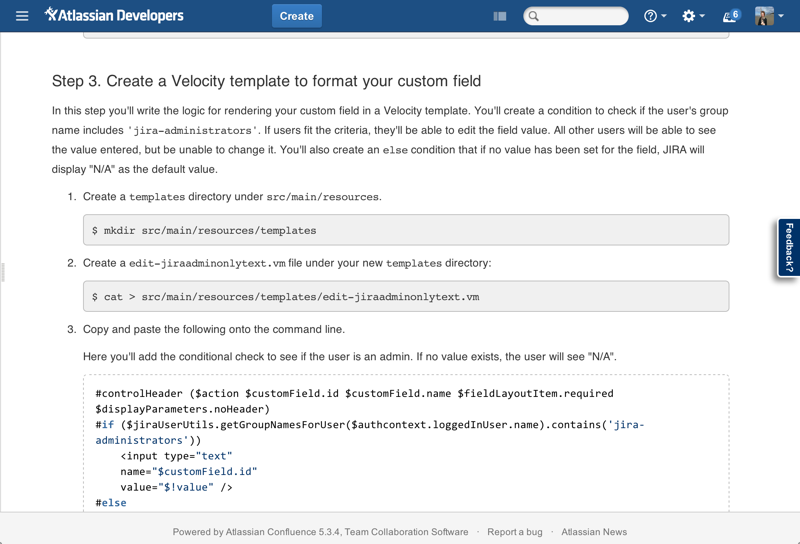 Atlassian Developers
Create
6
Step 3. Create a Velocity template to format your custom field
In this step you'll write the logic for rendering your custom field in a Velocity template. You'll create a condition to check if the user's group
name includes 'jira-administrators'. If users fit the criteria, they'll be able to edit the field value. All other users will be able to see
the value entered, but be unable to change it. You'll also create an else condition that if no value has been set for the field, JIRA will
display "N/A" as the default value.
1. Create a templates directory under src/main/resources.
$ mkdir src/main/resources/templates
Feedback?
2. Create a edit-jiraadminonlytext.vm file under your new templates directory:
$ cat > src/main/resources/templates/edit-jiraadminonlytext.vm
3. Copy and paste the following onto the command line.
Here you'll add the conditional check to see if the user is an admin. If no value exists, the user will see "N/A".
#controlHeader ($action $customField.id $customField.name $fieldLayoutItem.required
$displayParameters.noHeader)
#if ($jiraUserUtils.getGroupNamesForUser($authcontext.loggedInUser.name).contains('jira-
administrators'))
<input type="text"
name="$customField.id"
value="$!value" />
#else
Powered by Atlassian Confluence 5.3.4, Team Collaboration Software · Report a bug · Atlassian News